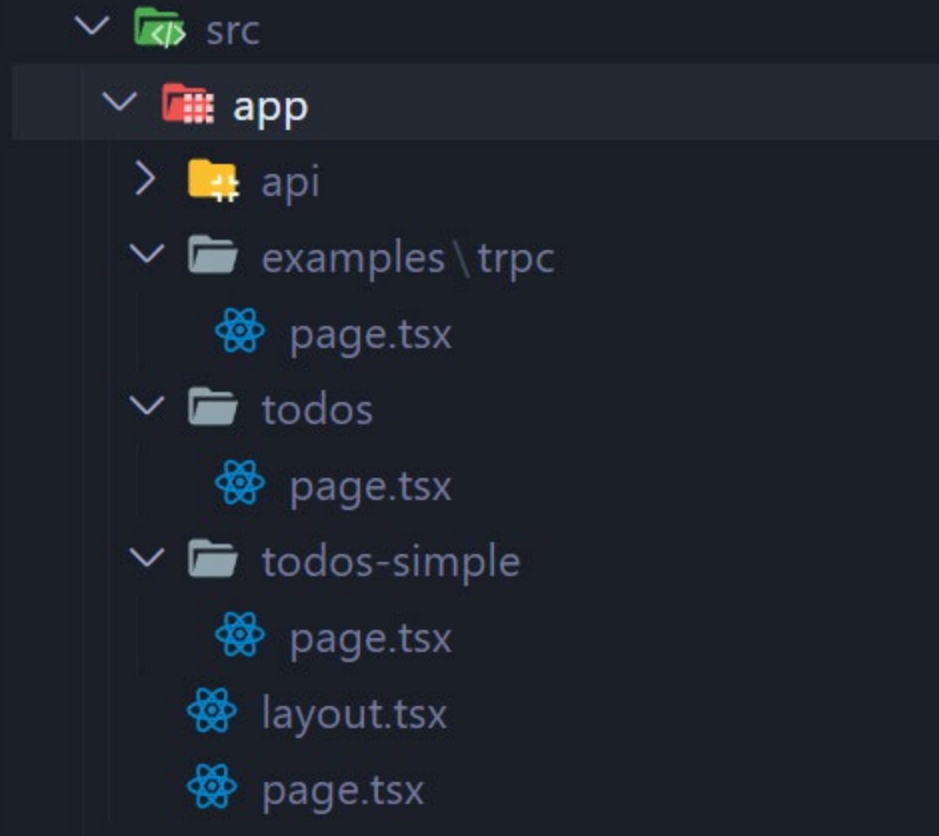 src
app
api
examples\trpc
page.tsx
todos
page.tsx
todos-simple
page.tsx
layout.tsx
page.tsx